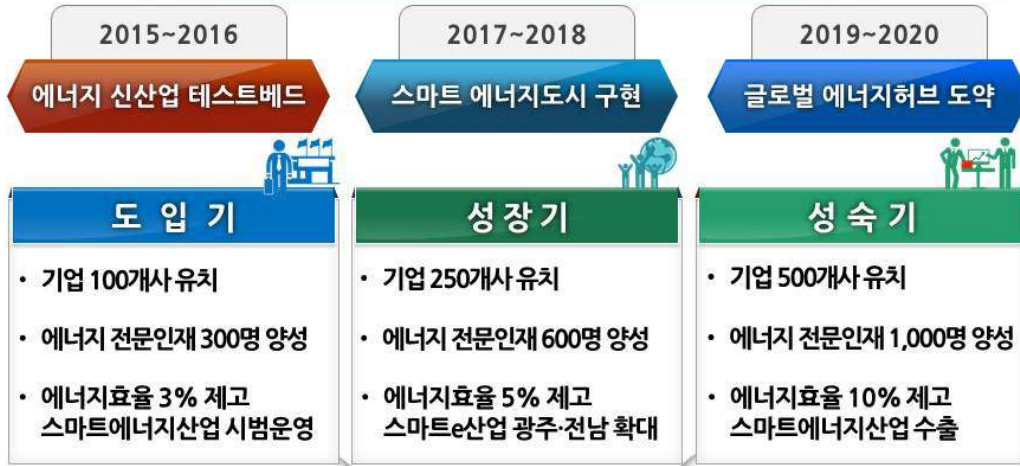 2015~2016
에너지 신산업 테스트베드
도 입 기
• 기업 100개사 유치
• 에너지 전문인재 300명 양성
• 에너지효율 3% 제고
스마트에너지산업 시범운영
2017~2018
스마트 에너지도시 구현
성 장 기
• 기업 250개사 유치
• 에너지 전문인재 600명 양성
• 에너지효율 5% 제고
스마트e산업 광주·전남 확대
2019~2020
글로벌 에너지허브 도약
성 숙 기
• 기업 500개사 유치
• 에너지 전문인재 1,000명 양성
• 에너지효율 10% 제고
스마트에너지산업 수출